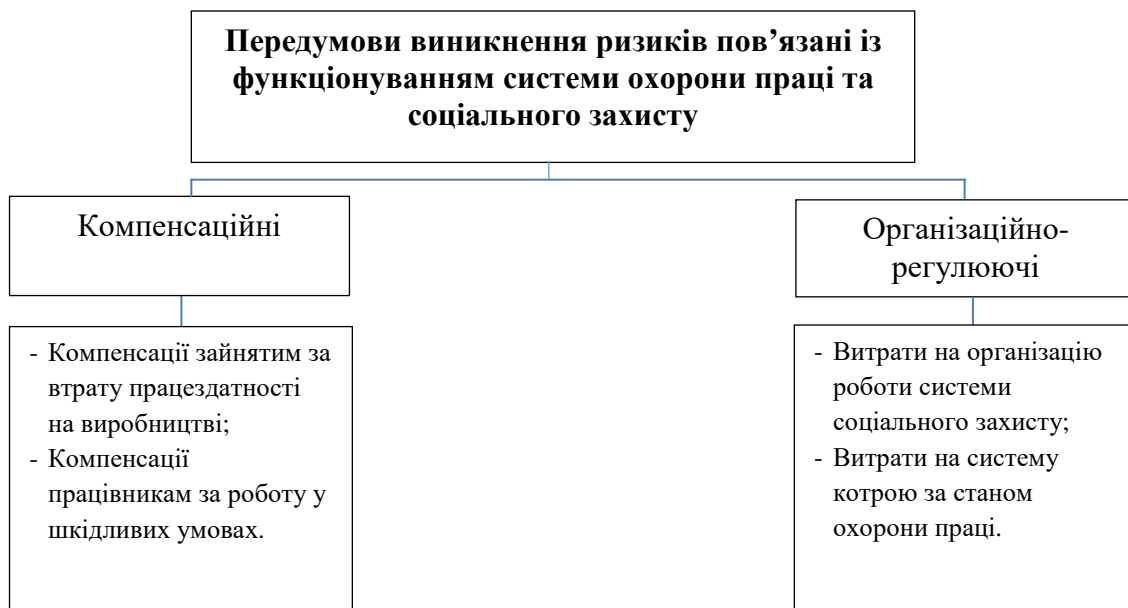 Передумови виникнення ризиків пов’язані із
функціонуванням системи охорони праці та
соціального захисту
Компенсаційні
Організаційно-
регулюючі
- Компенсації зайнятим за
втрату працездатності
на виробництві;
- Компенсації
працівникам за роботу у
шкідливих умовах.
- Витрати на організацію
роботи системи
соціального захисту;
- Витрати на систему
котрою за станом
охорони праці.